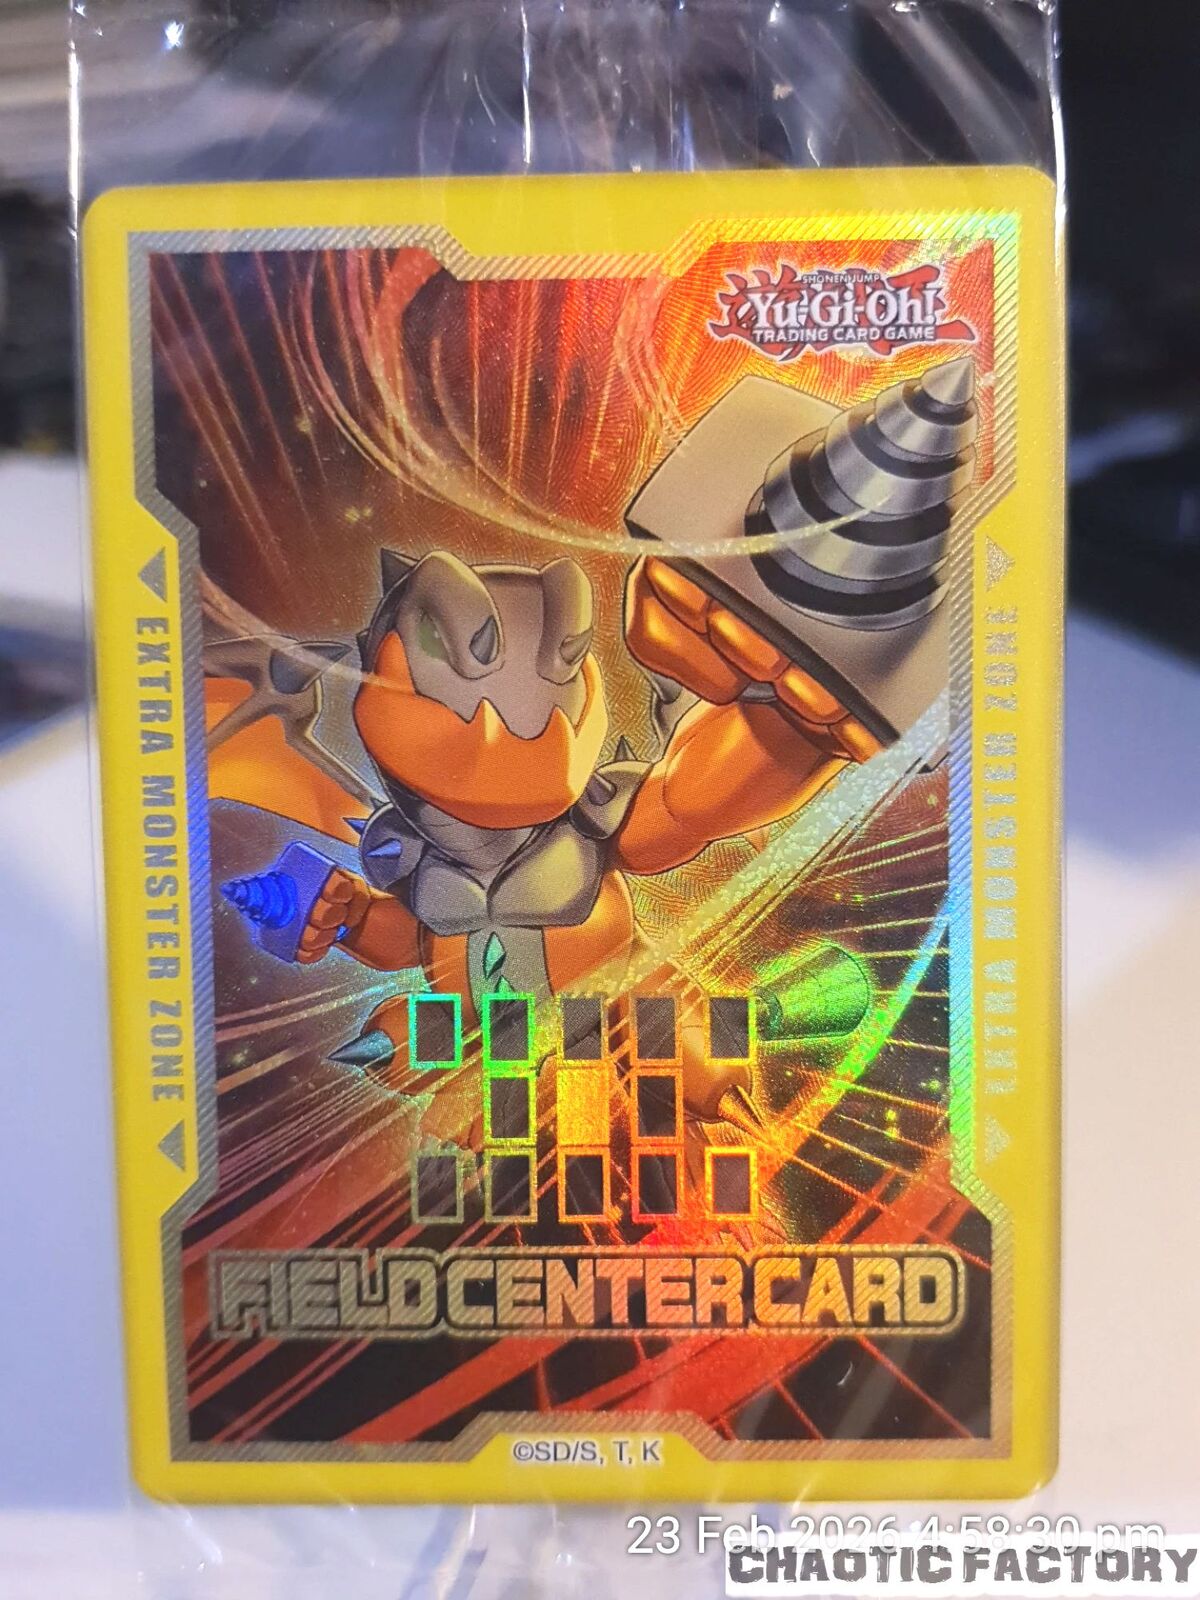 SHONEN JUMP
Yu-Gi-Oh!
TRADING CARD GAME
EXTRA MONSTER ZONE
EXTRA MONSTER ZONE
FIELD CENTER CARD
©SD/S, T, K
23 Feb 2026 4:58:30 pm
CHAOTIC FACTORY